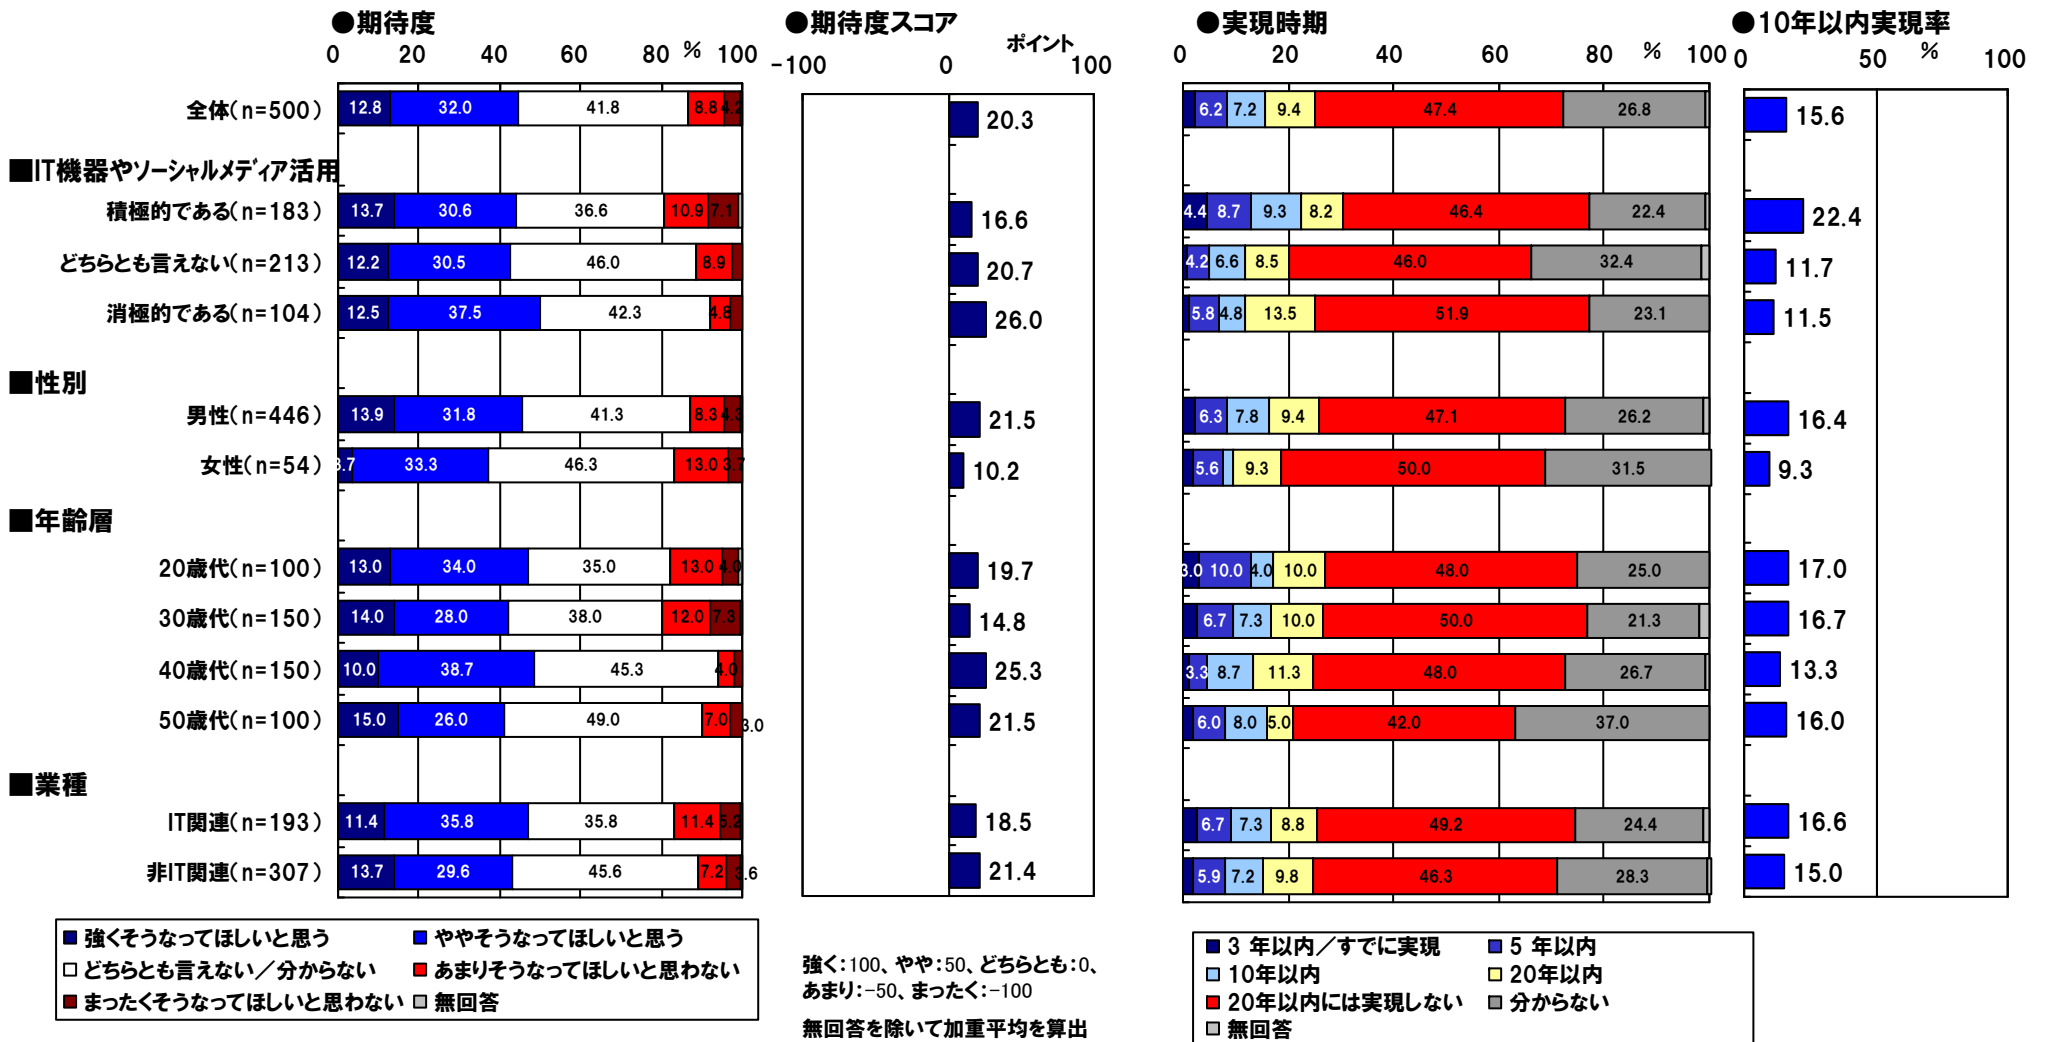 ●期待度
●期待度スコア
●実現時期
●10年以内実現率
0 20 40 60 80 % 100
ポイント
-100 0 100
0 20 40 60 80 % 100
0 50 % 100
全体(n=500) 12.8 32.0 41.8 8.8 4.2 20.3 6.2 7.2 9.4 47.4 26.8 15.6
■IT機器やソーシャルメディア活用
積極的である(n=183) 13.7 30.6 36.6 10.9 7.1 16.6 4.4 8.7 9.3 8.2 46.4 22.4 22.4
どちらとも言えない(n=213) 12.2 30.5 46.0 8.9 20.7 4.2 6.6 8.5 46.0 32.4 11.7
消極的である(n=104) 12.5 37.5 42.3 4.8 26.0 5.8 4.8 13.5 51.9 23.1 11.5
■性別
男性(n=446) 13.9 31.8 41.3 8.3 4.3 21.5 6.3 7.8 9.4 47.1 26.2 16.4
女性(n=54) 3.7 33.3 46.3 13.0 3.7 10.2 5.6 9.3 50.0 31.5 9.3
■年齢層
20歳代(n=100) 13.0 34.0 35.0 13.0 4.0 19.7 3.0 10.0 4.0 10.0 48.0 25.0 17.0
30歳代(n=150) 14.0 28.0 38.0 12.0 7.3 14.8 6.7 7.3 10.0 50.0 21.3 16.7
40歳代(n=150) 10.0 38.7 45.3 4.0 25.3 3.3 8.7 11.3 48.0 26.7 13.3
50歳代(n=100) 15.0 26.0 49.0 7.0 3.0 21.5 6.0 8.0 5.0 42.0 37.0 16.0
■業種
IT関連(n=193) 11.4 35.8 35.8 11.4 5.2 18.5 6.7 7.3 8.8 49.2 24.4 16.6
非IT関連(n=307) 13.7 29.6 45.6 7.2 3.6 21.4 5.9 7.2 9.8 46.3 28.3 15.0
強くそうなってほしいと思う ややそうなってほしいと思う
どちらとも言えない／分からない あまりそうなってほしいと思わない
まったくそうなってほしいと思わない 無回答
強く：100、やや：50、どちらとも：0、
あまり：-50、まったく：-100
無回答を除いて加重平均を算出
3 年以内／すでに実現 5 年以内
10年以内 20年以内
20年以内には実現しない 分からない
無回答